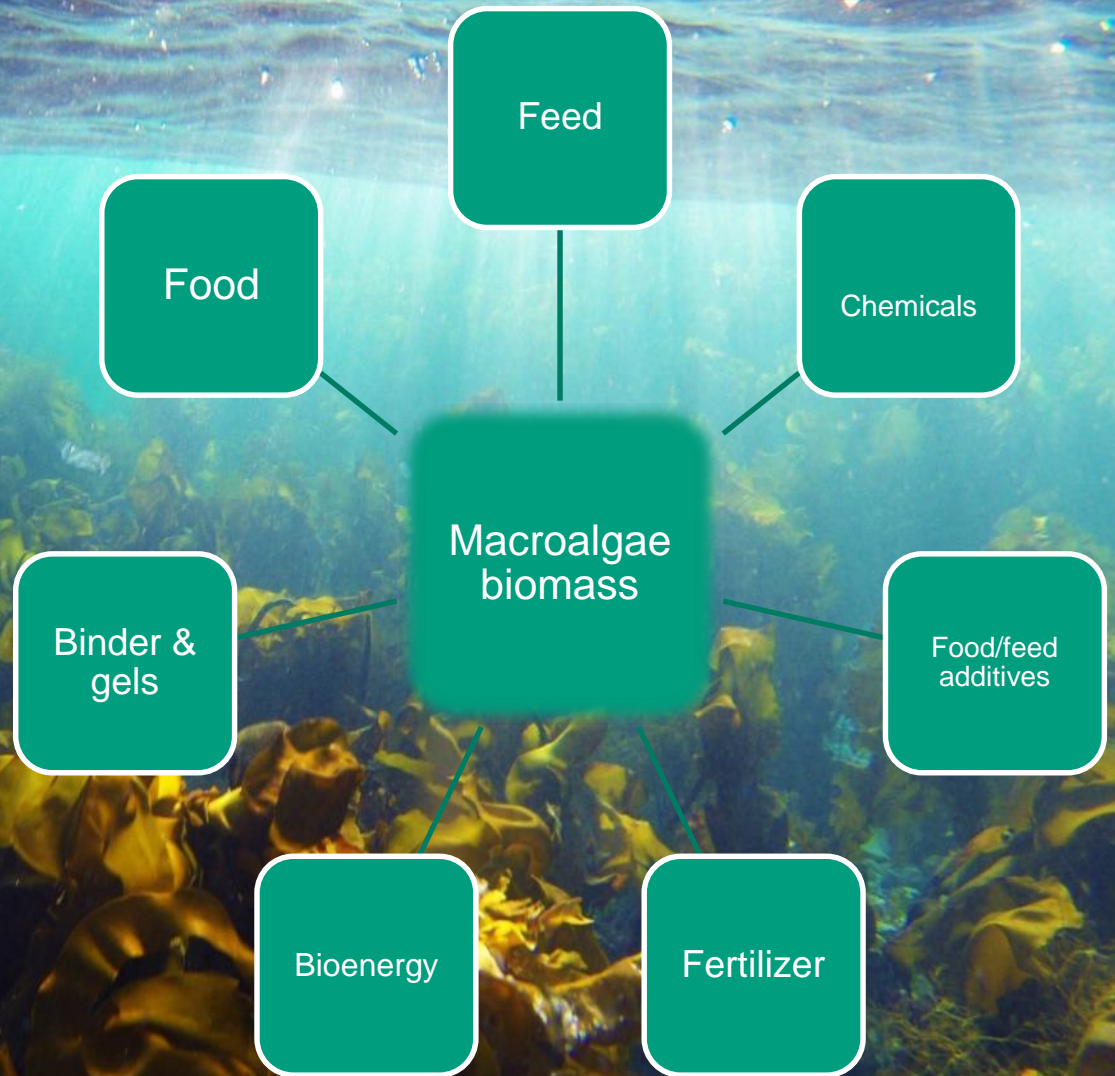 Feed
Food
Chemicals
Macroalgae
biomass
Binder &
gels
Food/feed
additives
Bioenergy
Fertilizer